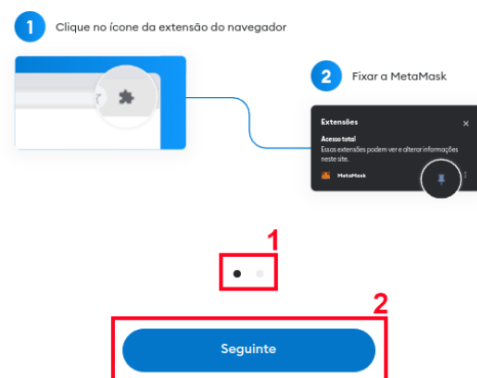 1 Clique no ícone da extensão do navegador
2 Fixar a MetaMask
Extensões
Acesso total
Essas extensões podem ver e alterar informações
neste site.
MetaMask
1
2
Seguinte